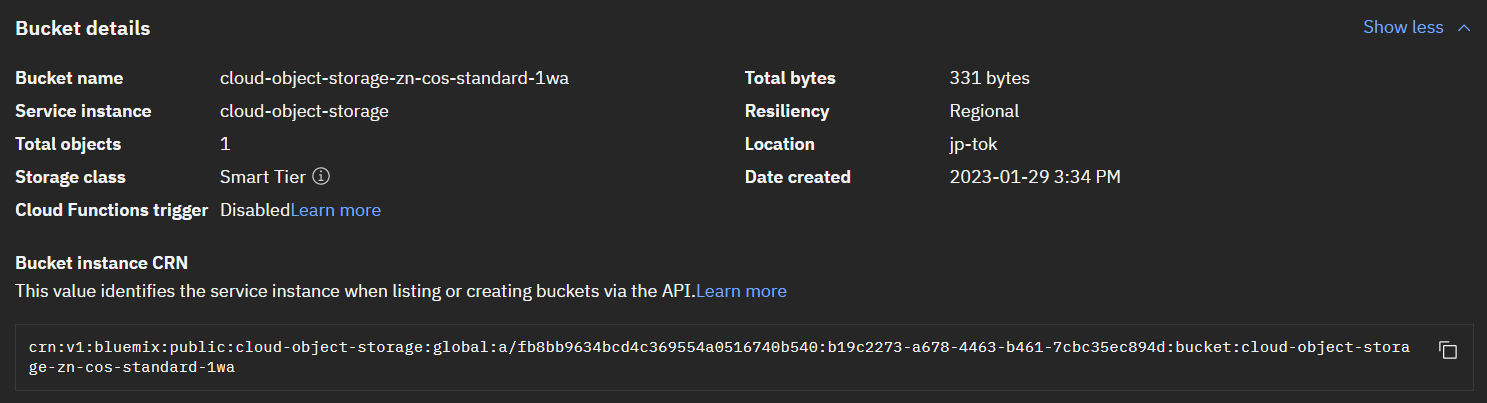 Bucket details
Show less
Bucket name cloud-object-storage-zn-cos-standard-1wa Total bytes 331 bytes
Service instance cloud-object-storage Resiliency Regional
Total objects 1 Location jp-tok
Storage class Smart Tier Date created 2023-01-29 3:34 PM
Cloud Functions trigger DisabledLearn more
Bucket instance CRN
This value identifies the service instance when listing or creating buckets via the API.Learn more
crn:v1:bluemix:public:cloud-object-storage:global:a/fb8bb9634bcd4c369554a0516740b540:b19c2273-a678-4463-b461-7cbc35ec894d:bucket:cloud-object-stora
ge-zn-cos-standard-1wa